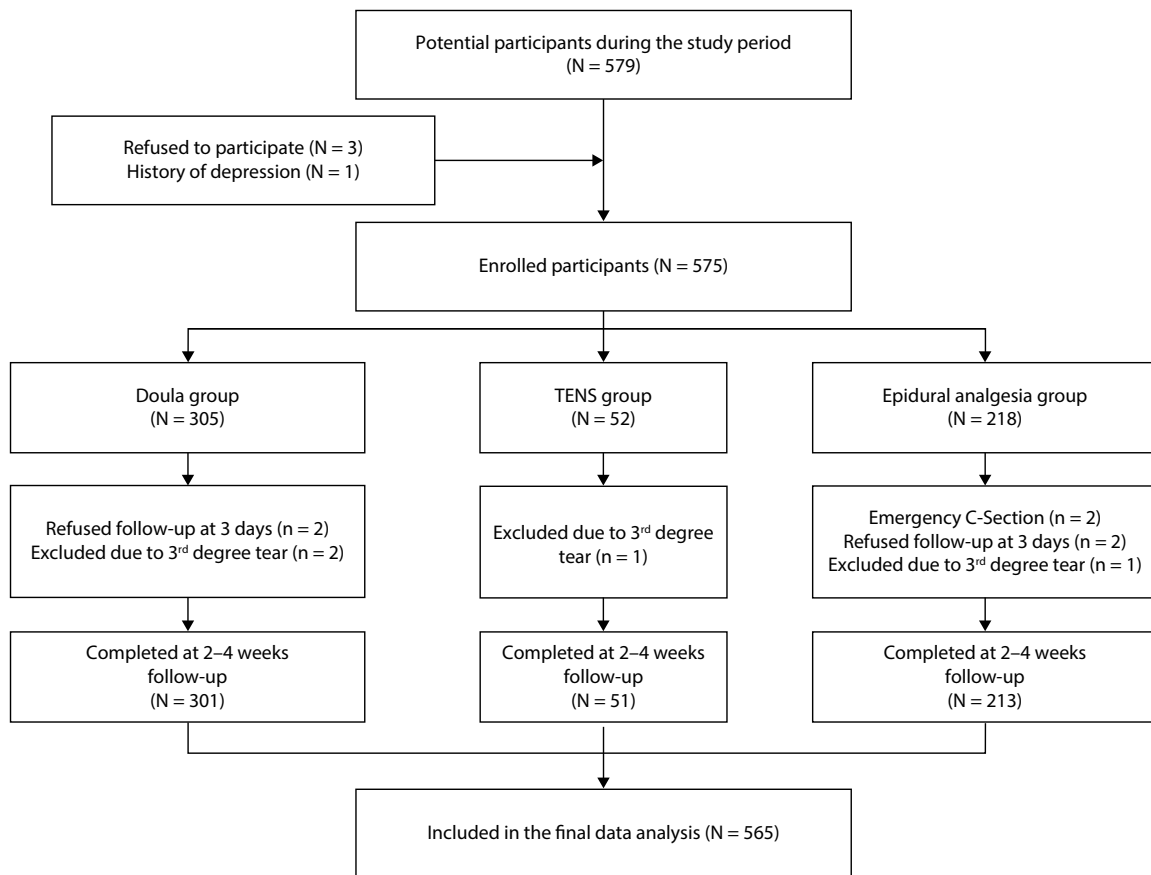 Potential participants during the study period
(N = 579)
Refused to participate (N = 3)
History of depression (N = 1)
Enrolled participants (N = 575)
Doula group
(N = 305)
TENS group
(N = 52)
Epidural analgesia group
(N = 218)
Refused follow-up at 3 days (n = 2)
Excluded due to 3rd degree tear (n = 2)
Excluded due to 3rd degree
tear (n = 1)
Emergency C-Section (n = 2)
Refused follow-up at 3 days (n = 2)
Excluded due to 3rd degree tear (n = 1)
Completed at 2–4 weeks
follow-up
(N = 301)
Completed at 2–4 weeks
follow-up
(N = 51)
Completed at 2–4 weeks
follow-up
(N = 213)
Included in the final data analysis (N = 565)